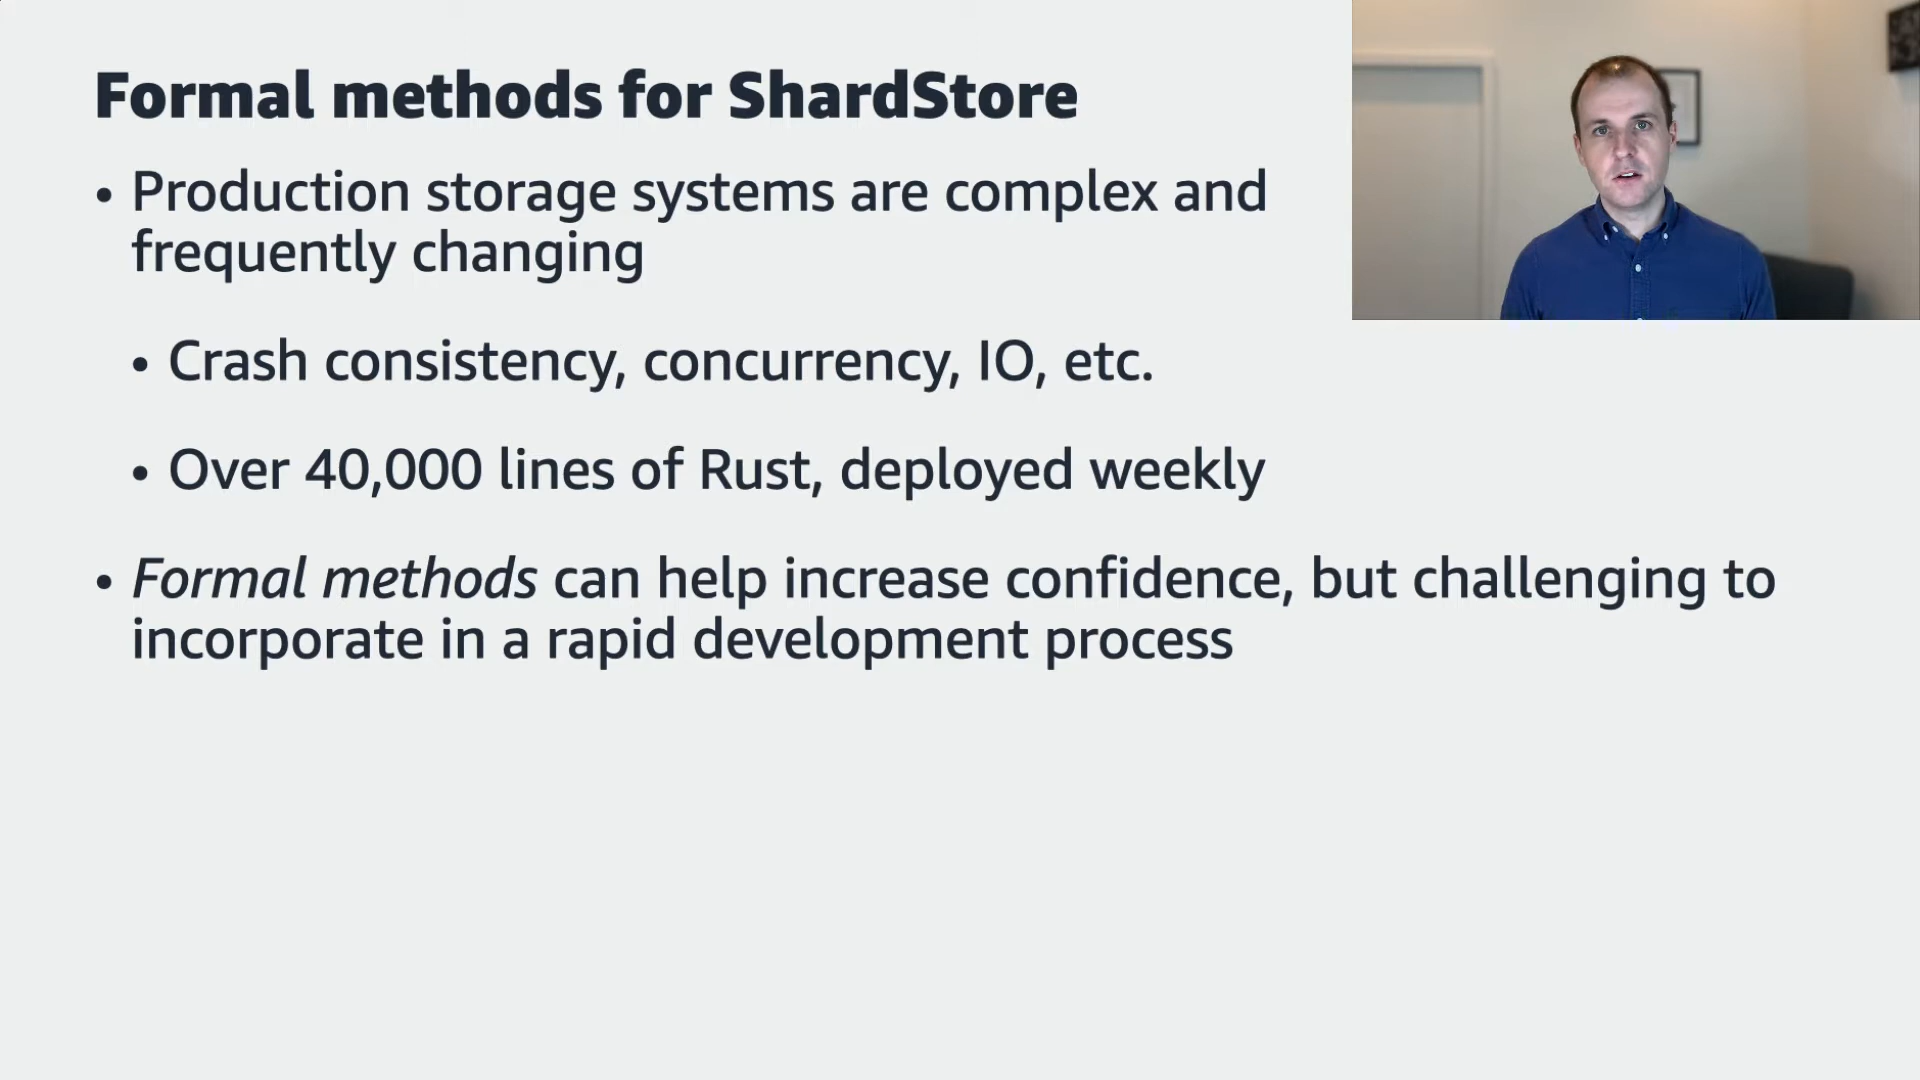 Formal methods for ShardStore
• Production storage systems are complex and
frequently changing
• Crash consistency, concurrency, IO, etc.
• Over 40,000 lines of Rust, deployed weekly
• Formal methods can help increase confidence, but challenging to
incorporate in a rapid development process